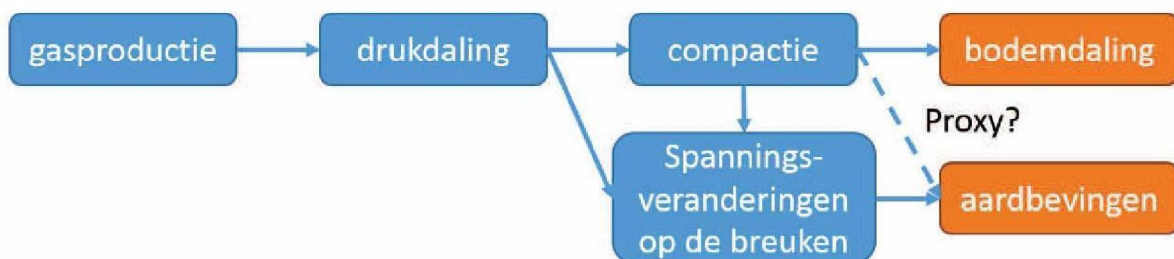 gasproductie
drukdaling
compactie
bodemdaling
Proxy?
Spannings-
veranderingen
op de breuken
aardbevingen